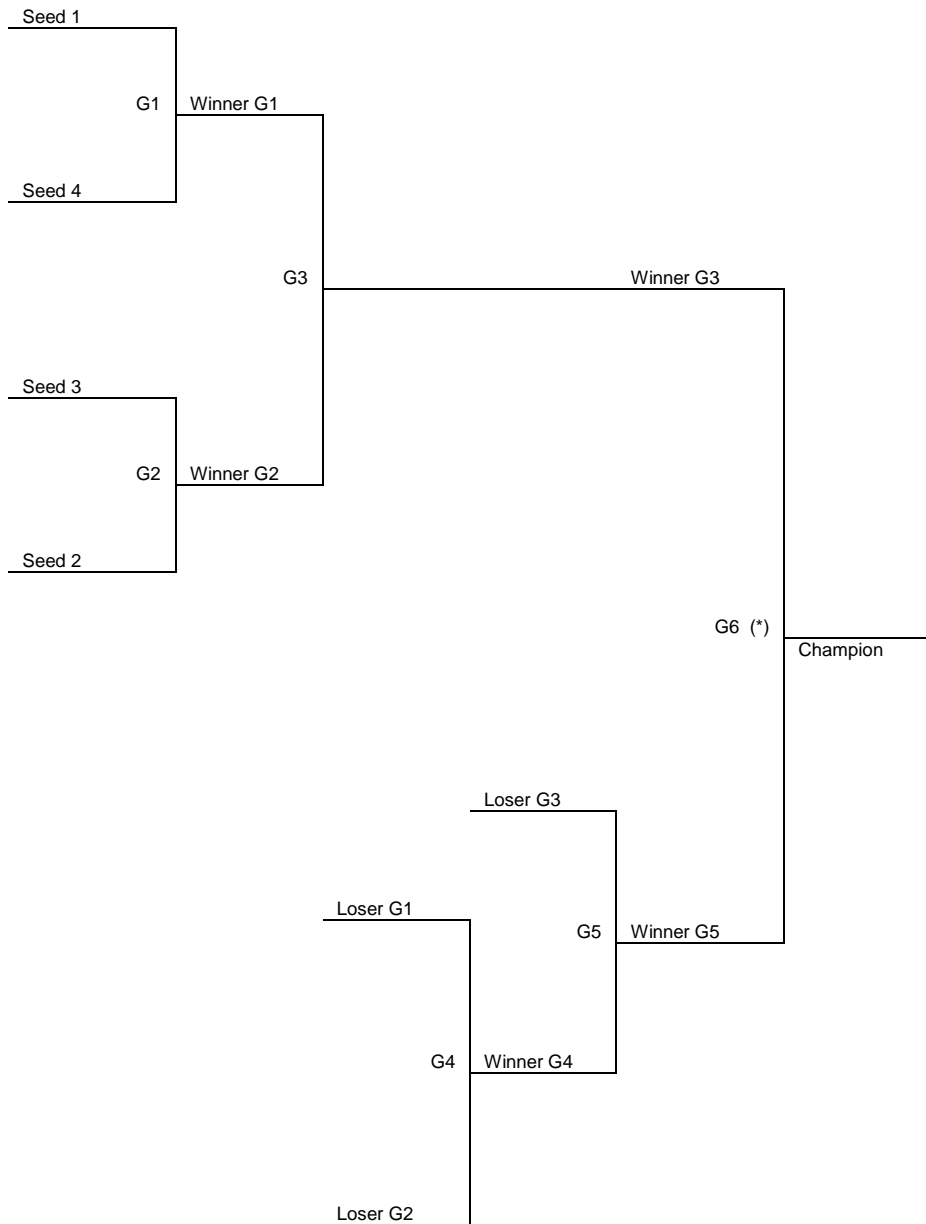 Seed 1
G1
Winner G1
Seed 4
G3
Winner G3
Seed 3
G2
Winner G2
Seed 2
G6 (*)
Champion
Loser G3
Loser G1
G5
Winner G5
G4
Winner G4
Loser G2